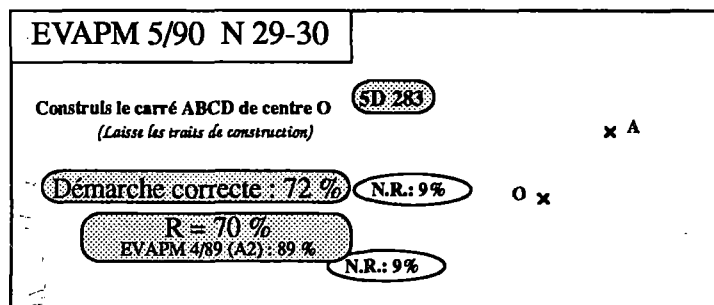 EVAPM 5/90 N 29-30
5D 283
Construis le carré ABCD de centre O
(Laisse les traits de construction)
A
Démarche correcte : 72 %
N.R.: 9%
O
R = 70 %
EVAPM 4/89 (A2) : 89 %
N.R.: 9%